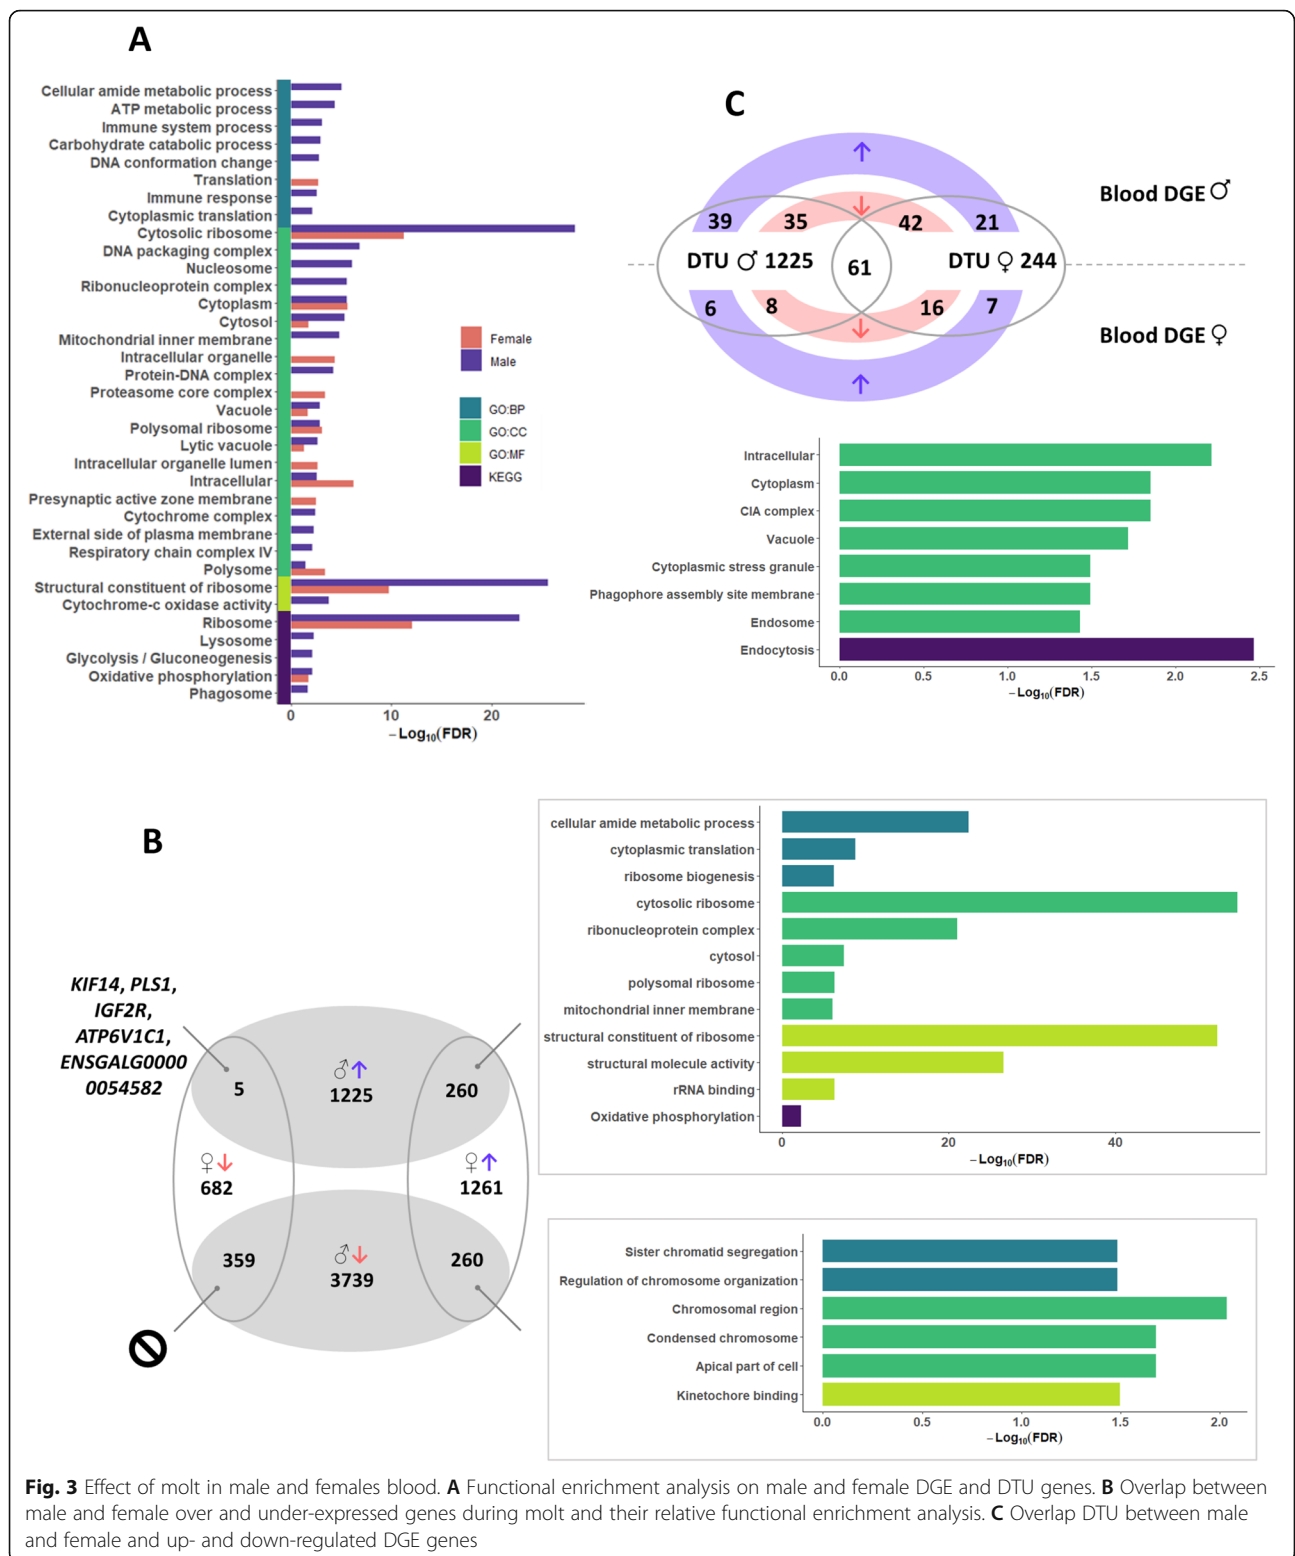 A
Cellular amide metabolic process
ATP metabolic process
Immune system process
Carbohydrate catabolic process
DNA conformation change
Translation
Immune response
Cytoplasmic translation
Cytosolic ribosome
DNA packaging complex
Nucleosome
Ribonucleoprotein complex
Cytoplasm
Cytosol
Mitochondrial inner membrane
Intracellular organelle
Protein-DNA complex
Proteasome core complex
Vacuole
Polysomal ribosome
Lytic vacuole
Intracellular organelle lumen
Intracellular
Presynaptic active zone membrane
Cytochrome complex
External side of plasma membrane
Respiratory chain complex IV
Polysome
Structural constituent of ribosome
Cytochrome-c oxidase activity
Ribosome
Lysosome
Glycolysis / Gluconeogenesis
Oxidative phosphorylation
Phagosome
0 10 20
−Log₁₀(FDR)
Female
Male
GO:BP
GO:CC
GO:MF
KEGG
C
↑
Blood DGE ♂
↓
39 35 42 21
DTU ♂ 1225 61 DTU ♀ 244
6 8 16 7
↓
Blood DGE ♀
↑
Intracellular
Cytoplasm
CIA complex
Vacuole
Cytoplasmic stress granule
Phagophore assembly site membrane
Endosome
Endocytosis
0.0 0.5 1.0 1.5 2.0 2.5
−Log₁₀(FDR)
B
KIF14, PLS1,
IGF2R,
ATP6V1C1,
ENSGALG0000
0054582
♂↑
5 1225 260
♀↓ ♀↑
682 1261
359 ♂↓ 260
3739
cellular amide metabolic process
cytoplasmic translation
ribosome biogenesis
cytosolic ribosome
ribonucleoprotein complex
cytosol
polysomal ribosome
mitochondrial inner membrane
structural constituent of ribosome
structural molecule activity
rRNA binding
Oxidative phosphorylation
0 20 40
−Log₁₀(FDR)
Sister chromatid segregation
Regulation of chromosome organization
Chromosomal region
Condensed chromosome
Apical part of cell
Kinetochore binding
0.0 0.5 1.0 1.5 2.0
−Log₁₀(FDR)
Fig. 3 Effect of molt in male and females blood. A Functional enrichment analysis on male and female DGE and DTU genes. B Overlap between
male and female over and under-expressed genes during molt and their relative functional enrichment analysis. C Overlap DTU between male
and female and up- and down-regulated DGE genes